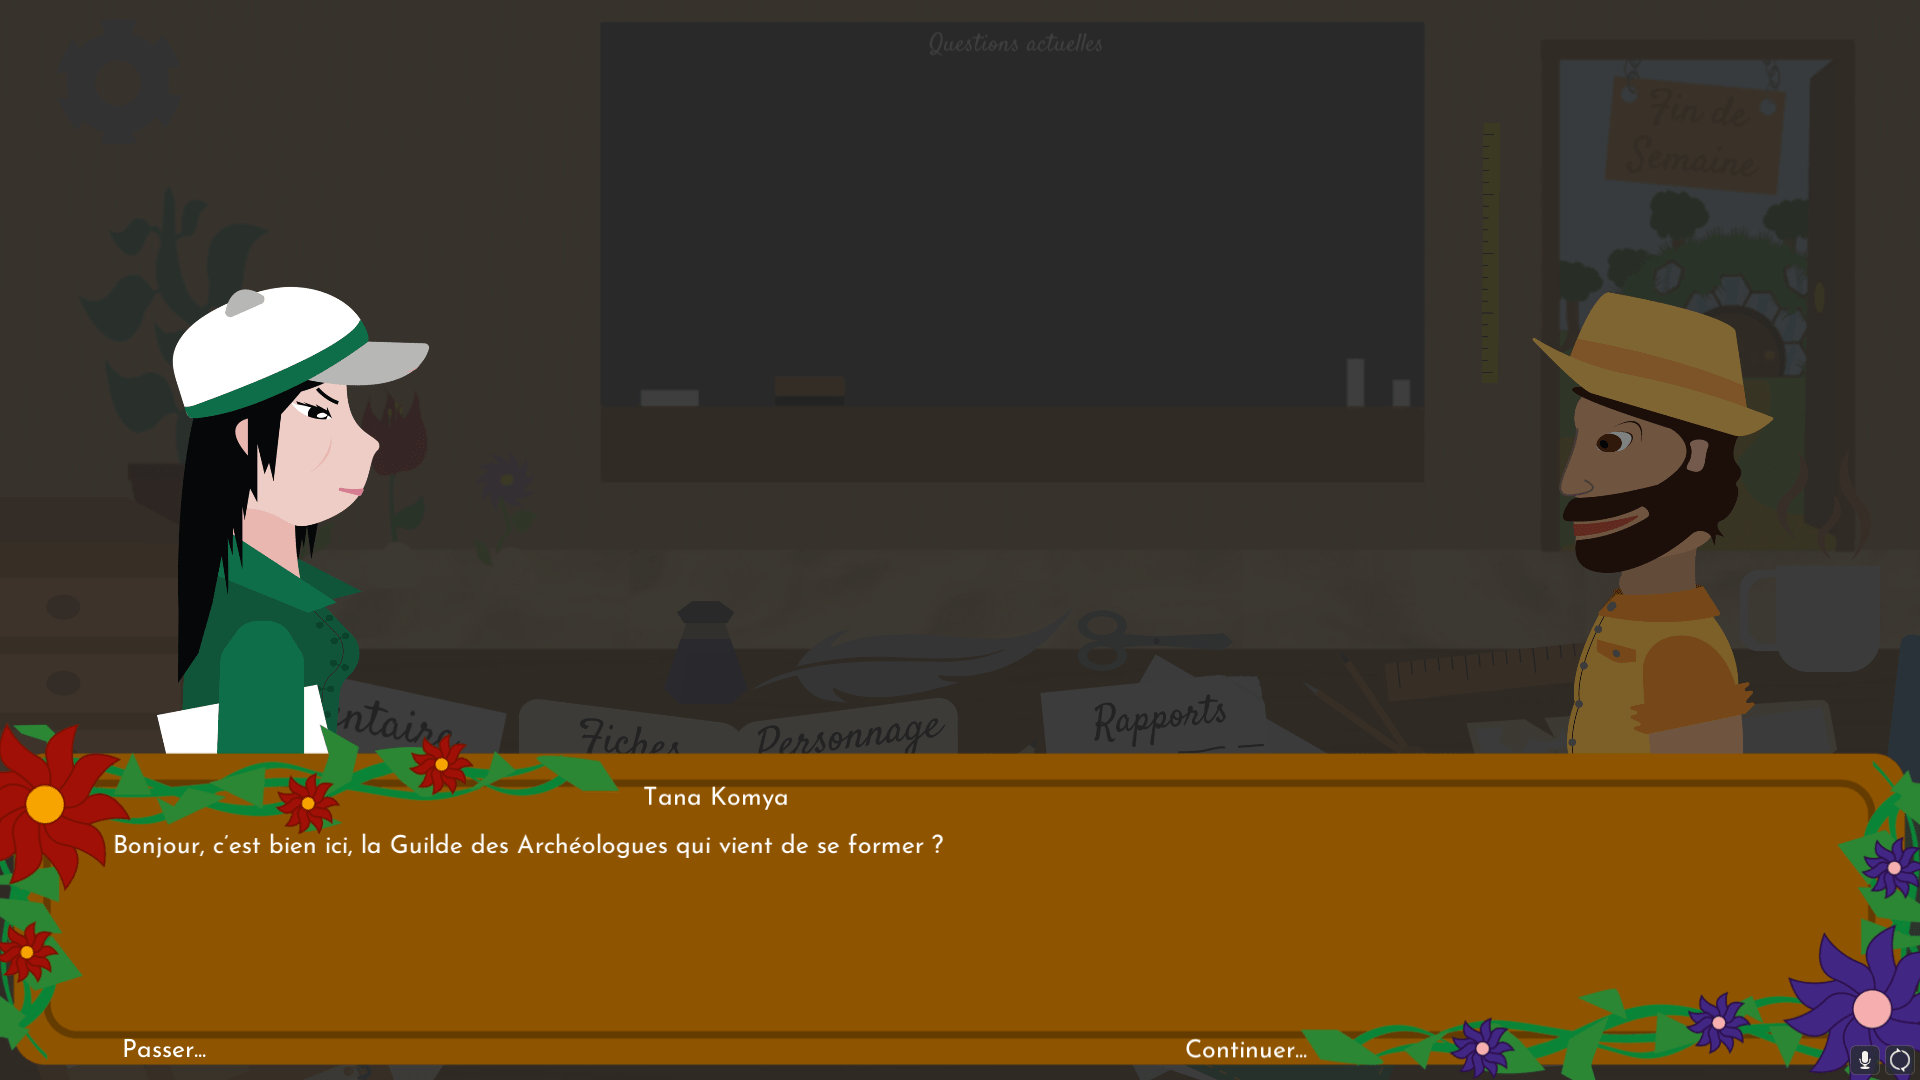 Questions actuelles
Fin de
Semaine
ntaire
Fiches
Personnage
Rapports
Tana Komya
Bonjour, c'est bien ici, la Guilde des Archéologues qui vient de se former ?
Passer...
Continuer...